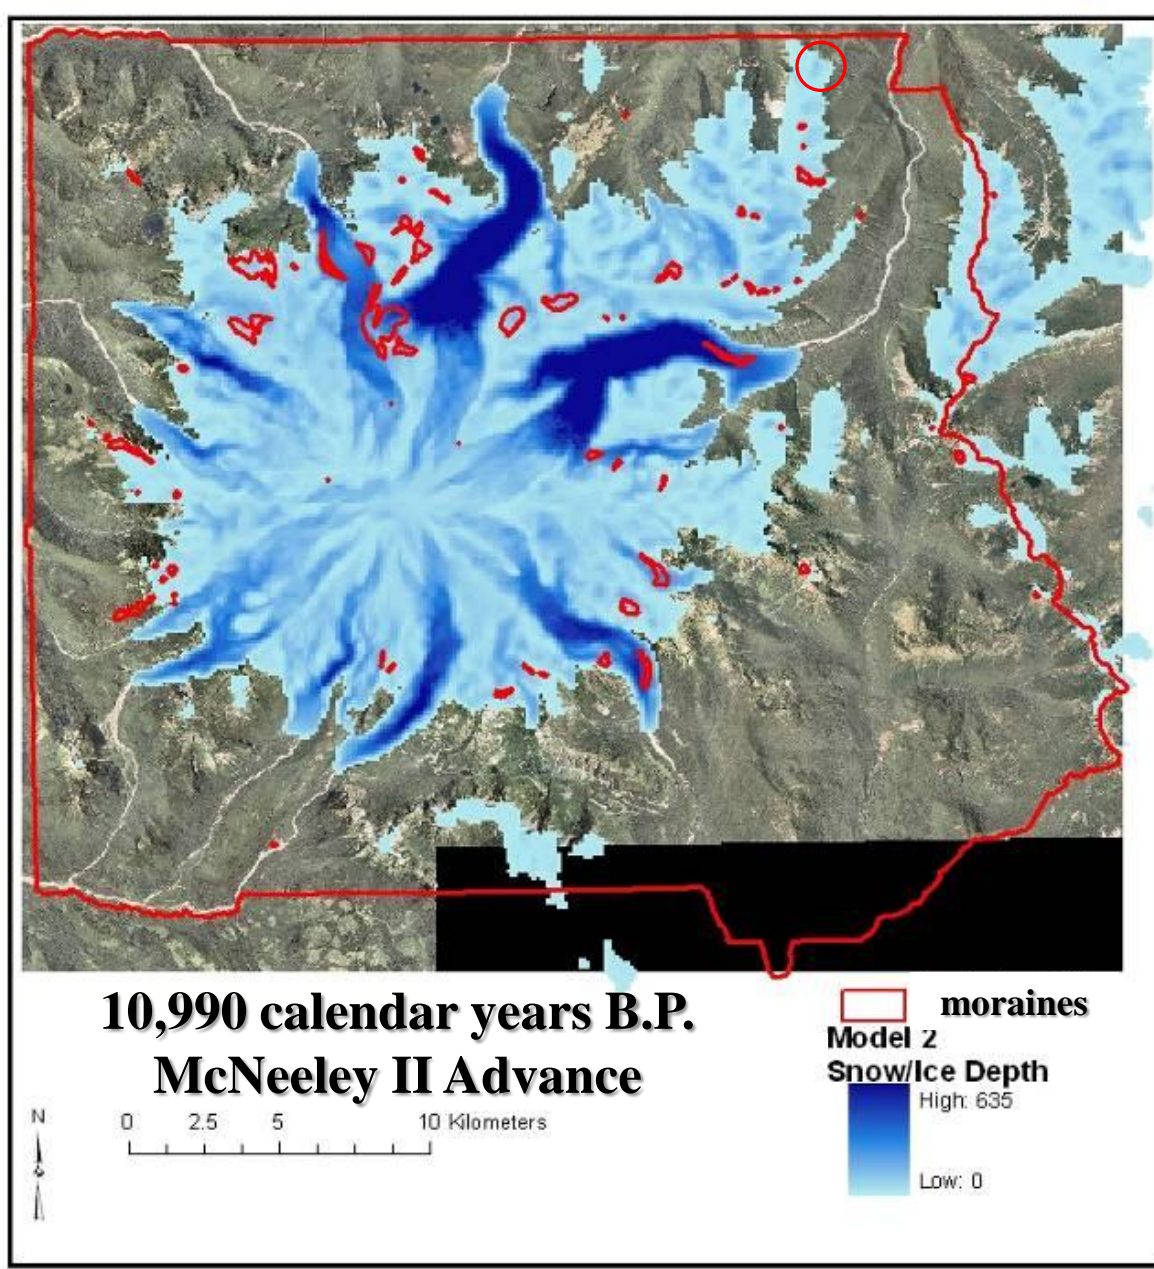 10,990 calendar years B.P.
McNeeley II Advance
N
0 2.5 5 10 Kilometers
moraines
Model 2
Snow/Ice Depth
High: 635
Low: 0